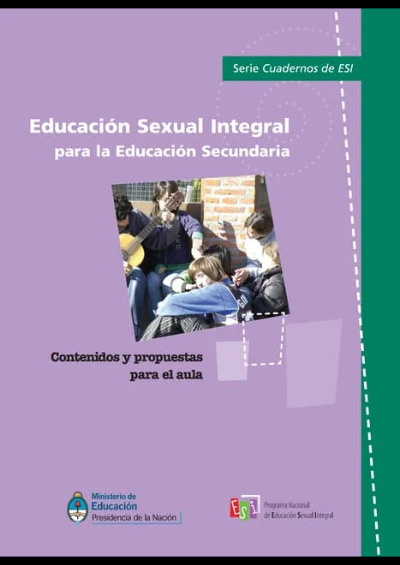 Serie Cuadernos de ESI
Educación Sexual Integral
para la Educación Secundaria
Contenidos y propuestas
para el aula
Ministerio de
Educación
Presidencia de la Nación
ESI
Programa Nacional
de Educación Sexual Integral